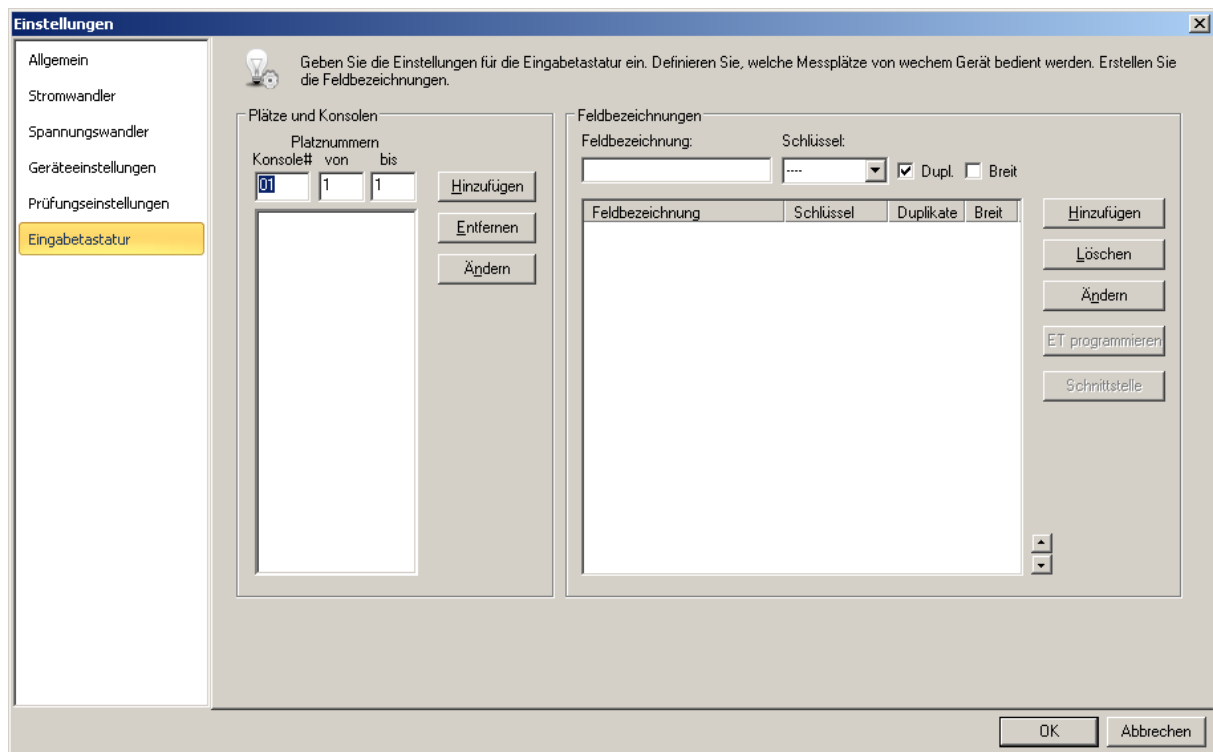 Einstellungen
Allgemein
Stromwandler
Spannungswandler
Geräteeinstellungen
Prüfungseinstellungen
Eingabetastatur
Geben Sie die Einstellungen für die Eingabetastatur ein. Definieren Sie, welche Messplätze von wechem Gerät bedient werden. Erstellen Sie
die Feldbezeichnungen.
Plätze und Konsolen
Platznummern
Konsole# von bis
01 1 1
Hinzufügen
Entfernen
Ändern
Feldbezeichnungen
Feldbezeichnung: Schlüssel:
---- Dupl. Breit
Feldbezeichnung Schlüssel Duplikate Breit
Hinzufügen
Löschen
Ändern
ET programmieren
Schnittstelle
OK Abbrechen